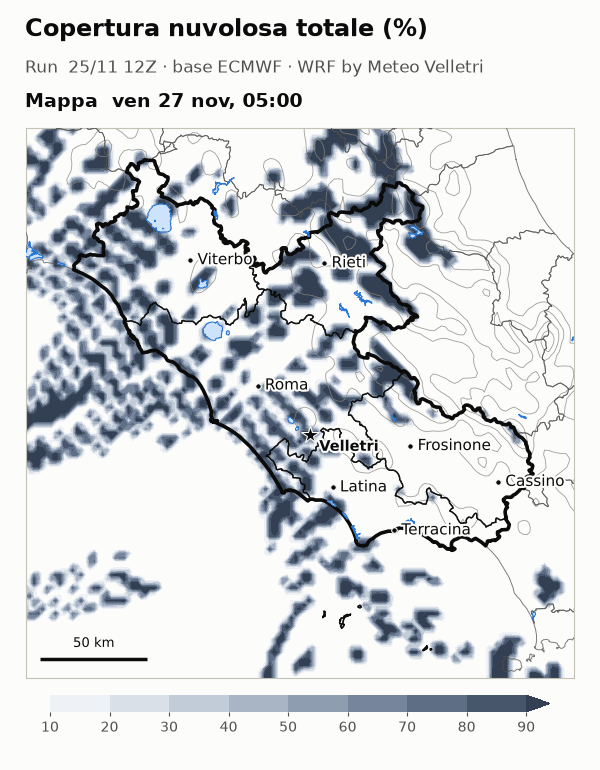 Copertura nuvolosa totale (%)
Run  25/11 12Z · base ECMWF · WRF by Meteo Velletri
Mappa  ven 27 nov, 05:00
Viterbo
Rieti
Roma
Velletri
Frosinone
Cassino
Latina
Terracina
50 km
10 20 30 40 50 60 70 80 90